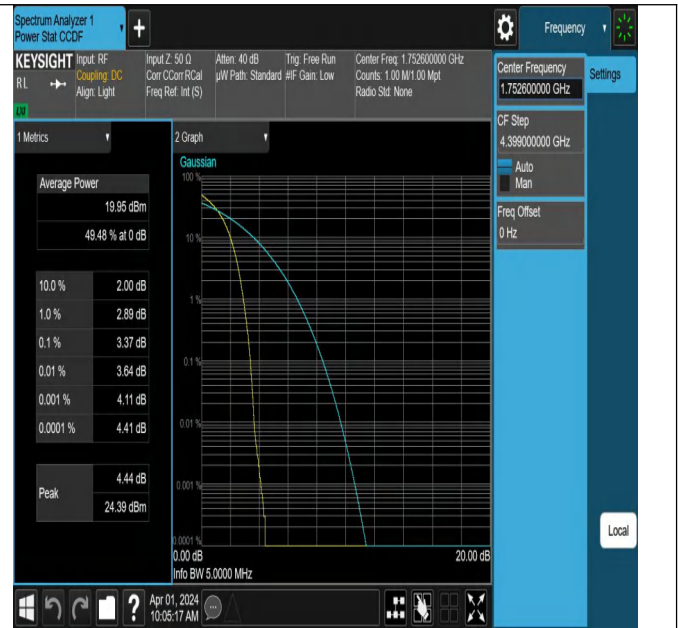 Spectrum Analyzer 1
Power Stat CCDF
+
Frequency
KEYSIGHT
RL
Input: RF
Coupling: DC
Align: Light
Input Z: 50 Ω
Corr CCorr RCal
Freq Ref: Int (S)
Atten: 40 dB
µW Path: Standard
Trig: Free Run
#IF Gain: Low
Center Freq: 1.752600000 GHz
Counts: 1.00 M/1.00 Mpt
Radio Std: None
Center Frequency
1.752600000 GHz
Settings
CF Step
4.399000000 GHz
Auto
Man
Freq Offset
0 Hz
1 Metrics
Average Power
19.95 dBm
49.48 % at 0 dB
10.0 % 2.00 dB
1.0 % 2.89 dB
0.1 % 3.37 dB
0.01 % 3.64 dB
0.001 % 4.11 dB
0.0001 % 4.41 dB
Peak
4.44 dB
24.39 dBm
2 Graph
Gaussian
100 %
10 %
1 %
0.1 %
0.01 %
0.001 %
0.0001 %
0.00 dB
20.00 dB
Info BW 5.0000 MHz
Local
?
Apr 01, 2024
10:05:17 AM